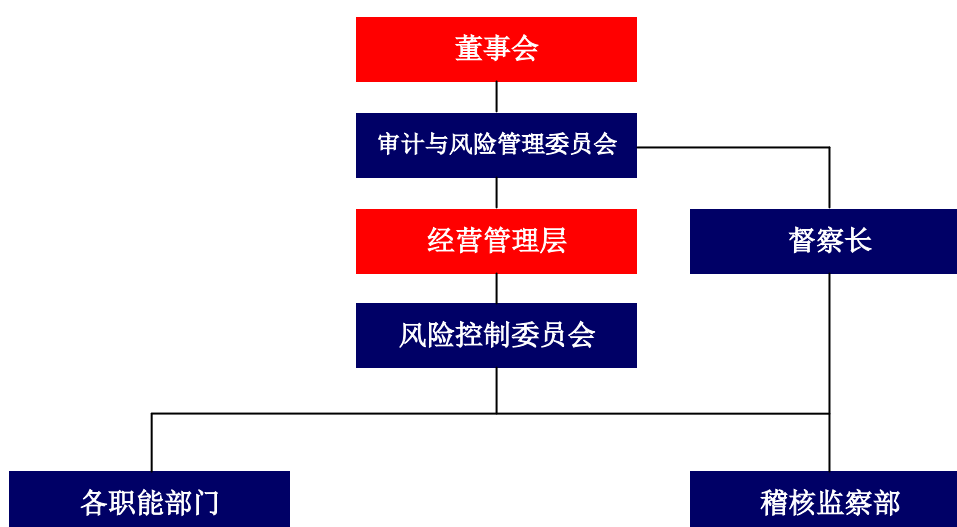 董事会
审计与风险管理委员会
经营管理层
督察长
风险控制委员会
各职能部门
稽核监察部